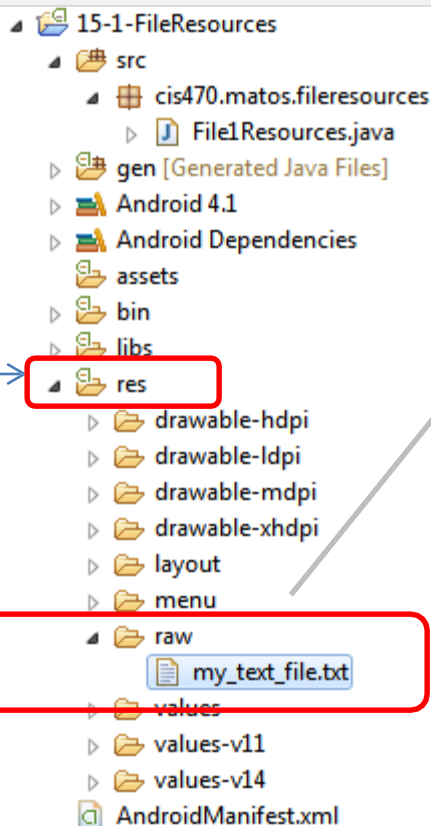 15-1-FileResources
src
cis470.matos.fileresources
File1Resources.java
gen [Generated Java Files]
Android 4.1
Android Dependencies
assets
bin
libs
res
drawable-hdpi
drawable-ldpi
drawable-mdpi
drawable-xhdpi
layout
menu
raw
my_text_file.txt
values
values-v11
values-v14
AndroidManifest.xml